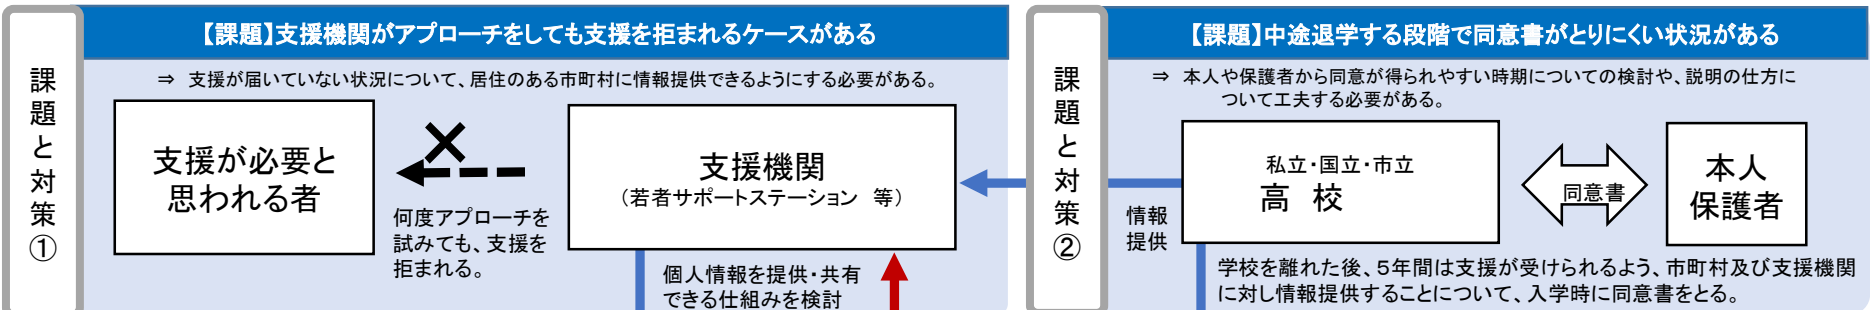 課題と対策①
【課題】支援機関がアプローチをしても支援を拒まれるケースがある
⇒ 支援が届いていない状況について、居住のある市町村に情報提供できるようにする必要がある。
支援が必要と
思われる者
何度アプローチを
試みても、支援を
拒まれる。
支援機関
(若者サポートステーション 等)
個人情報を提供・共有
できる仕組みを検討
課題と対策②
【課題】中途退学する段階で同意書がとりにくい状況がある
⇒ 本人や保護者から同意が得られやすい時期についての検討や、説明の仕方に
ついて工夫する必要がある。
情報
提供
私立・国立・市立
高 校
同意書
本人
保護者
学校を離れた後、5年間は支援が受けられるよう、市町村及び支援機関
に対し情報提供することについて、入学時に同意書をとる。